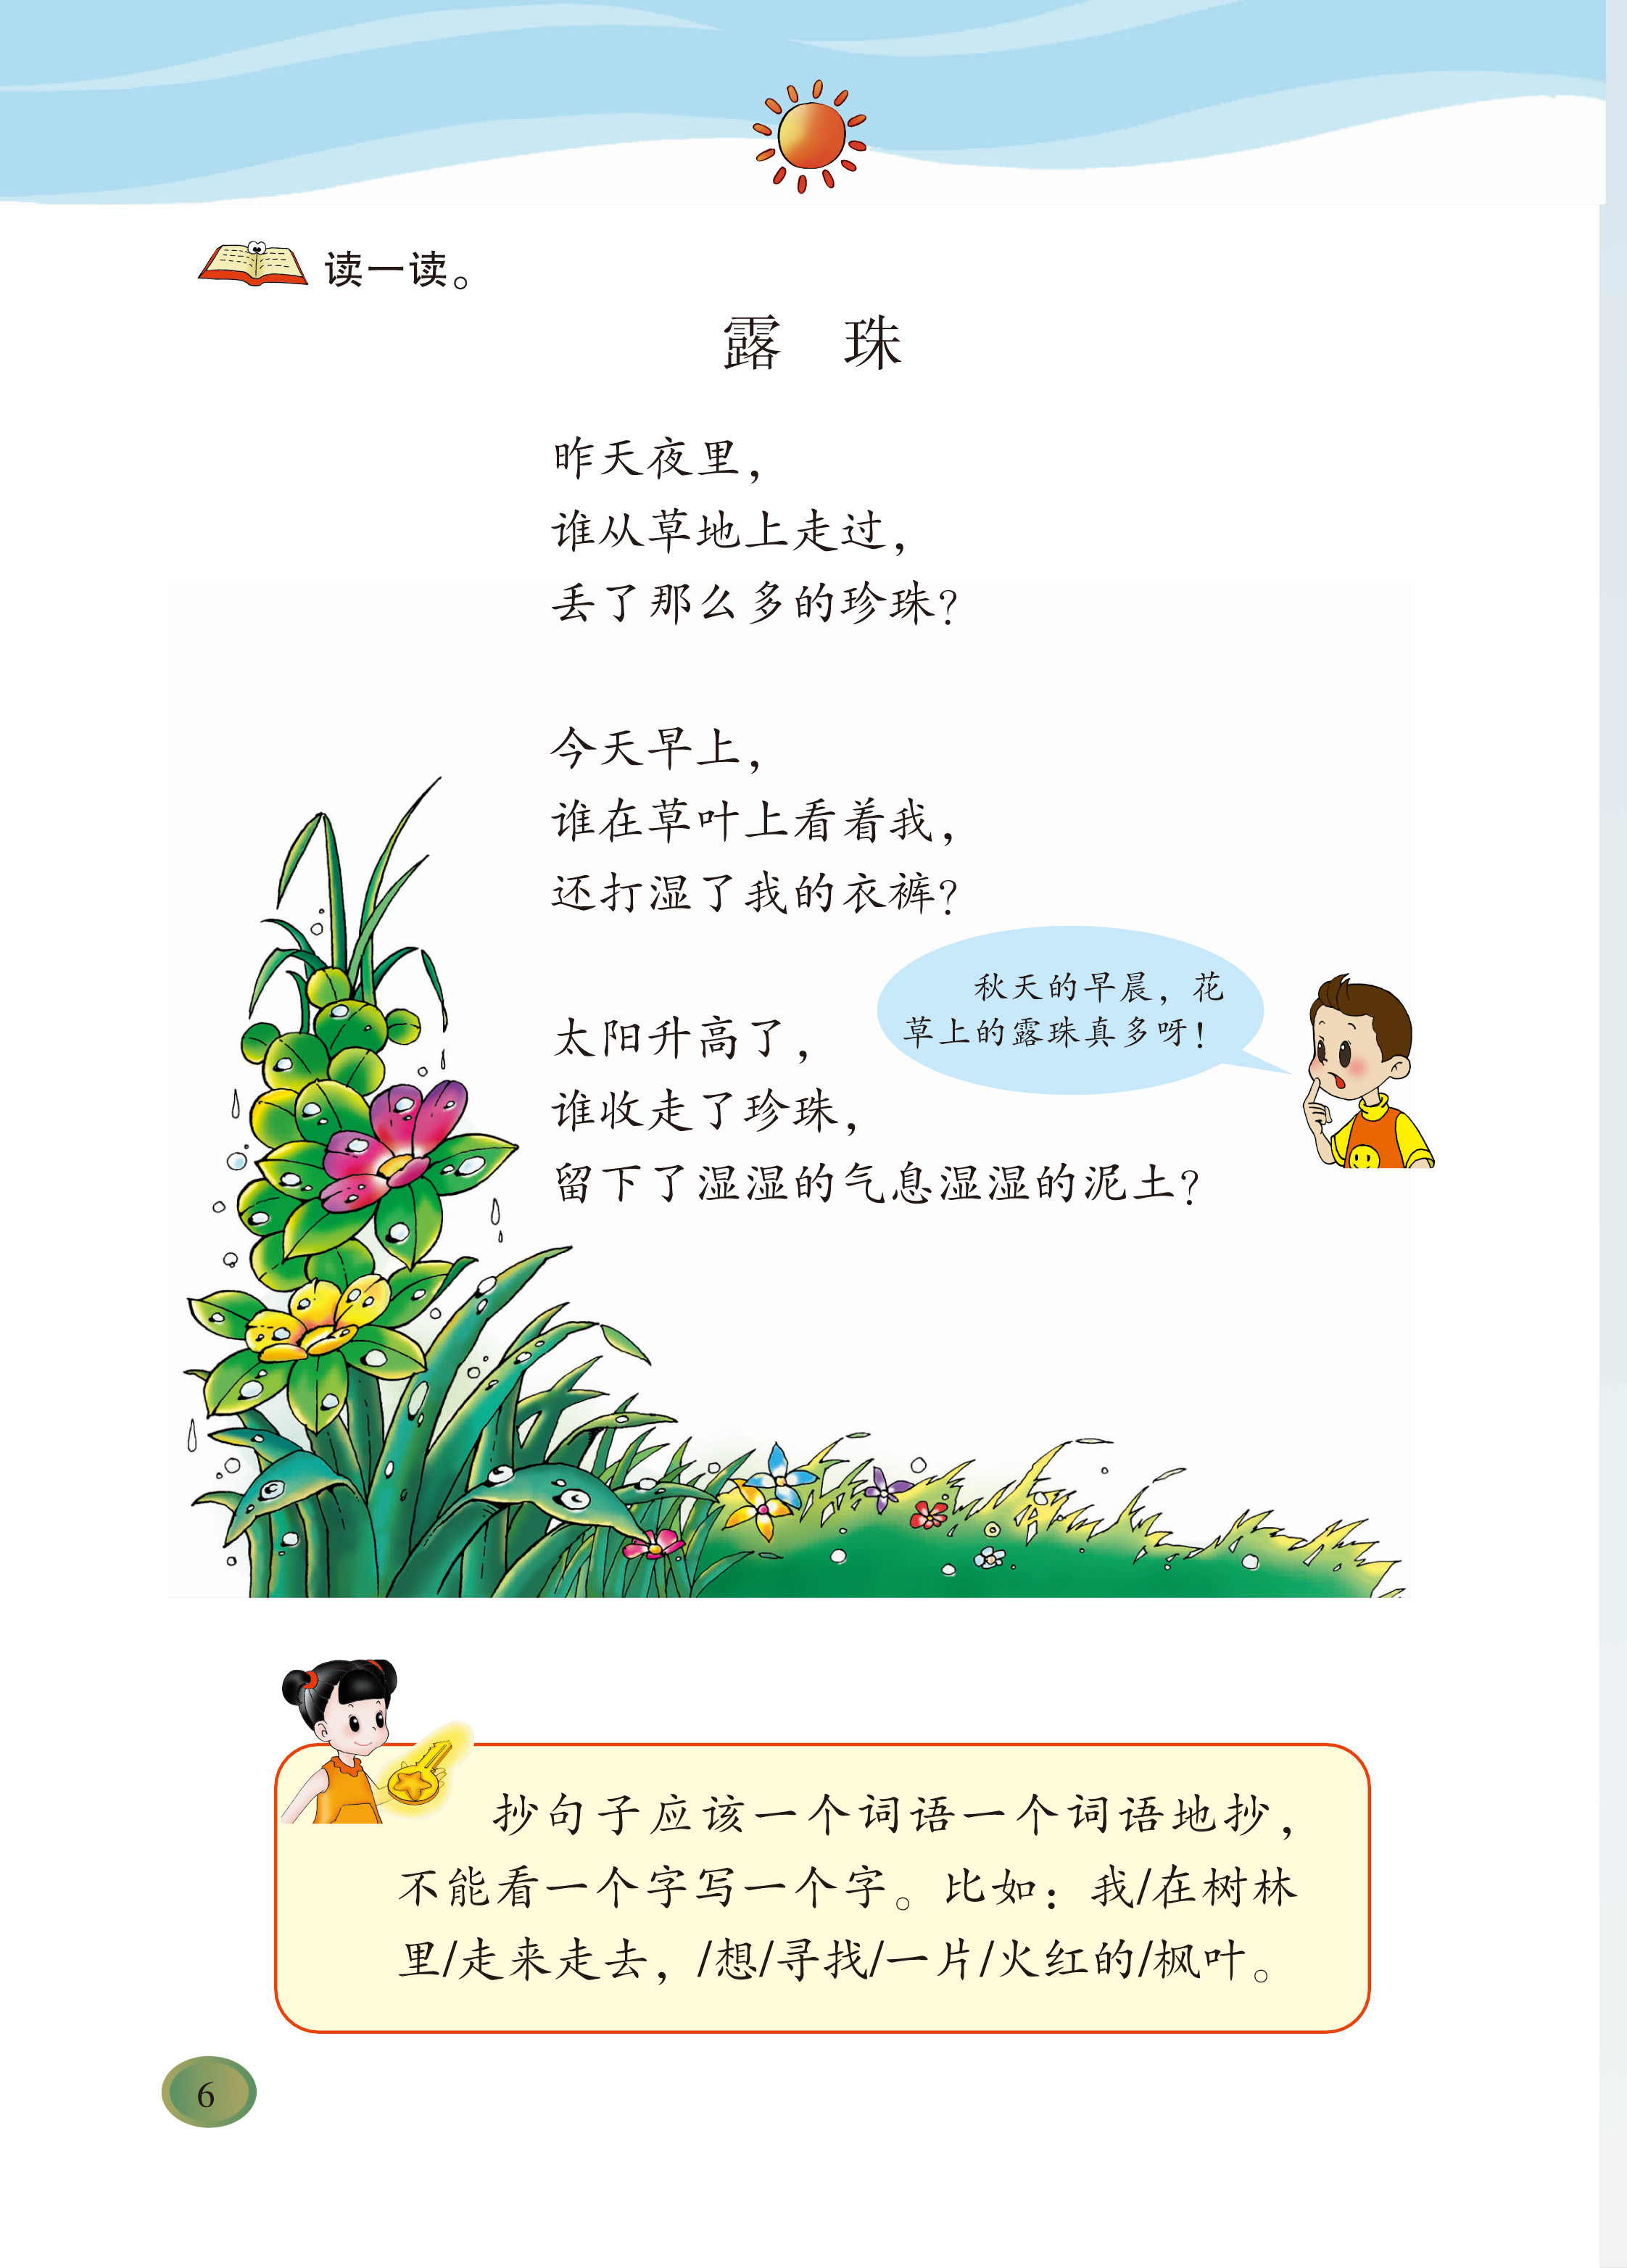 读一读。
露 珠
昨天夜里，
谁从草地上走过，
丢了那么多的珍珠？
今天早上，
谁在草叶上看着我，
还打湿了我的衣裤？
太阳升高了，
谁收走了珍珠，
留下了湿湿的气息湿湿的泥土？
秋天的早晨，花
草上的露珠真多呀！
抄句子应该一个词语一个词语地抄，
不能看一个字写一个字。比如：我/在树林
里/走来走去，/想/寻找/一片/火红的/枫叶。
6